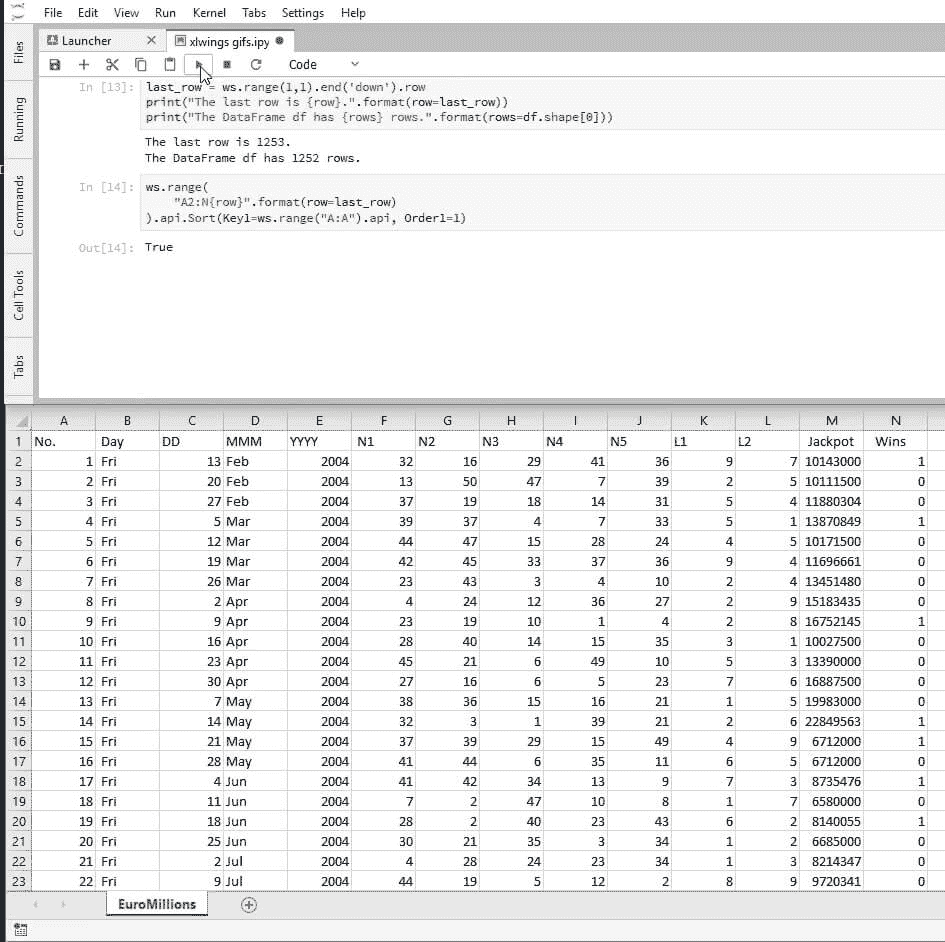 File Edit View Run Kernel Tabs Settings Help
Launcher xlwings gifs.ipy
Code
Files
Running
Commands
Cell Tools
Tabs
In [13]: last_row = ws.range(1,1).end('down').row
print("The last row is {row}.".format(row=last_row))
print("The DataFrame df has {rows} rows.".format(rows=df.shape[0]))
The last row is 1253.
The DataFrame df has 1252 rows.
In [14]: ws.range(
"A2:N{row}".format(row=last_row)
).api.Sort(Key1=ws.range("A:A").api, Order1=1)
Out[14]: True
A B C D E F G H I J K L M N
1 No. Day DD MMM YYYY N1 N2 N3 N4 N5 L1 L2 Jackpot Wins
2 1 Fri 13 Feb 2004 32 16 29 41 36 9 7 10143000 1
3 2 Fri 20 Feb 2004 13 50 47 7 39 2 5 10111500 0
4 3 Fri 27 Feb 2004 37 19 18 14 31 5 4 11880304 0
5 4 Fri 5 Mar 2004 39 37 4 7 33 5 1 13870849 1
6 5 Fri 12 Mar 2004 44 47 15 28 24 4 5 10171500 0
7 6 Fri 19 Mar 2004 42 45 33 37 36 9 4 11696661 0
8 7 Fri 26 Mar 2004 23 43 3 4 10 2 4 13451480 0
9 8 Fri 2 Apr 2004 4 24 12 36 27 2 9 15183435 0
10 9 Fri 9 Apr 2004 23 19 10 1 4 2 8 16752145 1
11 10 Fri 16 Apr 2004 28 40 14 15 35 3 1 10027500 0
12 11 Fri 23 Apr 2004 45 21 6 49 10 5 3 13390000 0
13 12 Fri 30 Apr 2004 27 16 6 5 23 7 6 16887500 0
14 13 Fri 7 May 2004 38 36 15 16 21 1 5 19983000 0
15 14 Fri 14 May 2004 32 3 1 39 21 2 6 22849563 1
16 15 Fri 21 May 2004 37 39 29 15 49 4 9 6712000 1
17 16 Fri 28 May 2004 41 44 6 35 11 6 5 6712000 0
18 17 Fri 4 Jun 2004 41 42 34 13 9 7 3 8735476 1
19 18 Fri 11 Jun 2004 7 2 47 10 8 1 7 6580000 0
20 19 Fri 18 Jun 2004 28 2 40 23 43 6 2 8140055 1
21 20 Fri 25 Jun 2004 30 21 35 3 34 1 2 6685000 0
22 21 Fri 2 Jul 2004 4 28 24 23 34 1 3 8214347 0
23 22 Fri 9 Jul 2004 44 19 5 12 2 8 9 9720341 0
EuroMillions